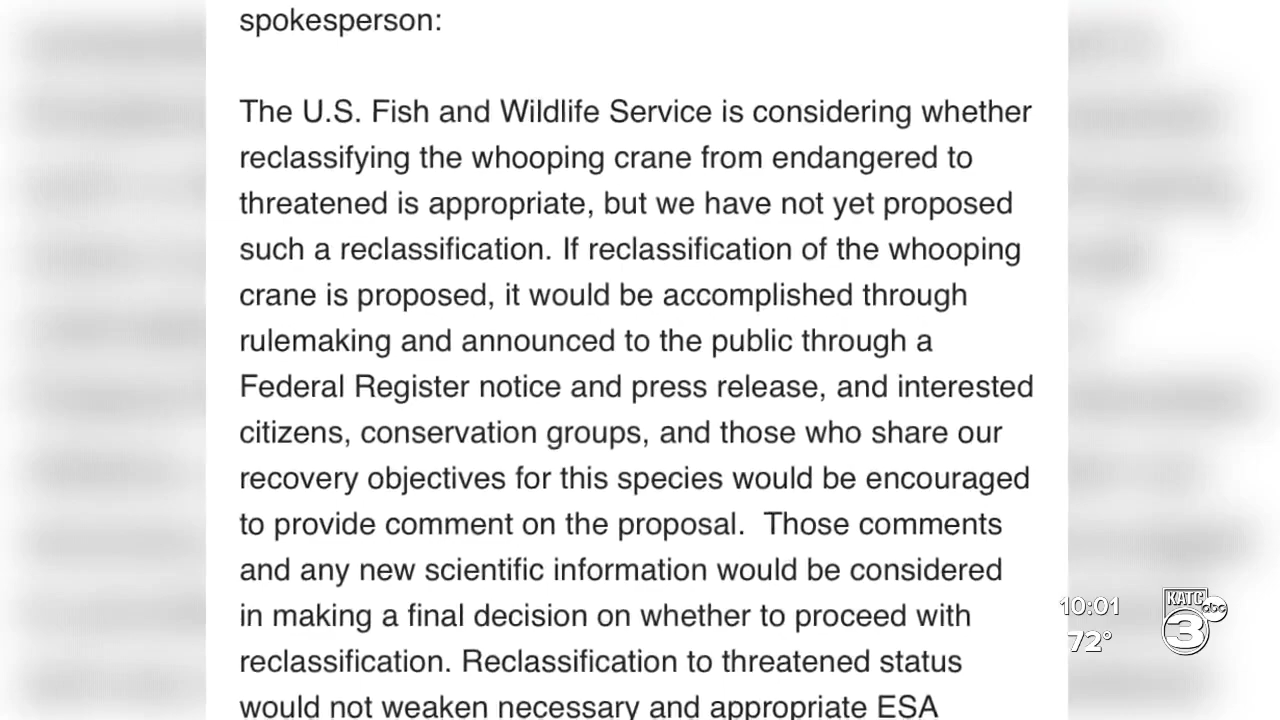 spokesperson:
The U.S. Fish and Wildlife Service is considering whether
reclassifying the whooping crane from endangered to
threatened is appropriate, but we have not yet proposed
such a reclassification. If reclassification of the whooping
crane is proposed, it would be accomplished through
rulemaking and announced to the public through a
Federal Register notice and press release, and interested
citizens, conservation groups, and those who share our
recovery objectives for this species would be encouraged
to provide comment on the proposal.  Those comments
and any new scientific information would be considered
in making a final decision on whether to proceed with
reclassification. Reclassification to threatened status
would not weaken necessary and appropriate ESA
10:01
72°
KATC
abc
3